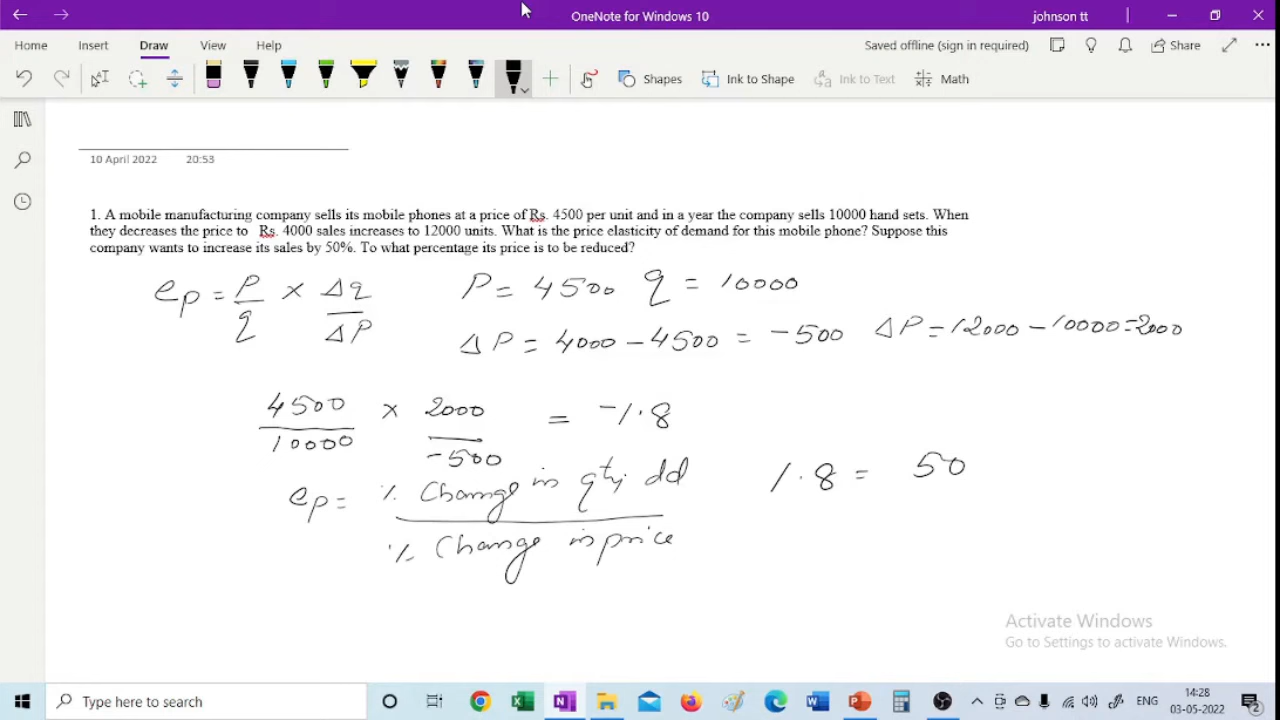 OneNote for Windows 10
johnson tt
Home Insert Draw View Help
Saved offline (sign in required)
Share
Shapes
Ink to Shape
Ink to Text
Math
10 April 2022 20:53
1. A mobile manufacturing company sells its mobile phones at a price of Rs. 4500 per unit and in a year the company sells 10000 hand sets. When
they decreases the price to Rs. 4000 sales increases to 12000 units. What is the price elasticity of demand for this mobile phone? Suppose this
company wants to increase its sales by 50%. To what percentage its price is to be reduced?
ep = P/q × Δq/ΔP P = 4500 q = 10000
ΔP = 4000 - 4500 = -500 ΔP = 12000 - 10000 = 2000
4500/10000 × 2000/-500 = -1.8
ep = % Change in qty dd / % Change in price 1.8 = 50
Activate Windows
Go to Settings to activate Windows.
Type here to search
ENG
14:28
03-05-2022
2